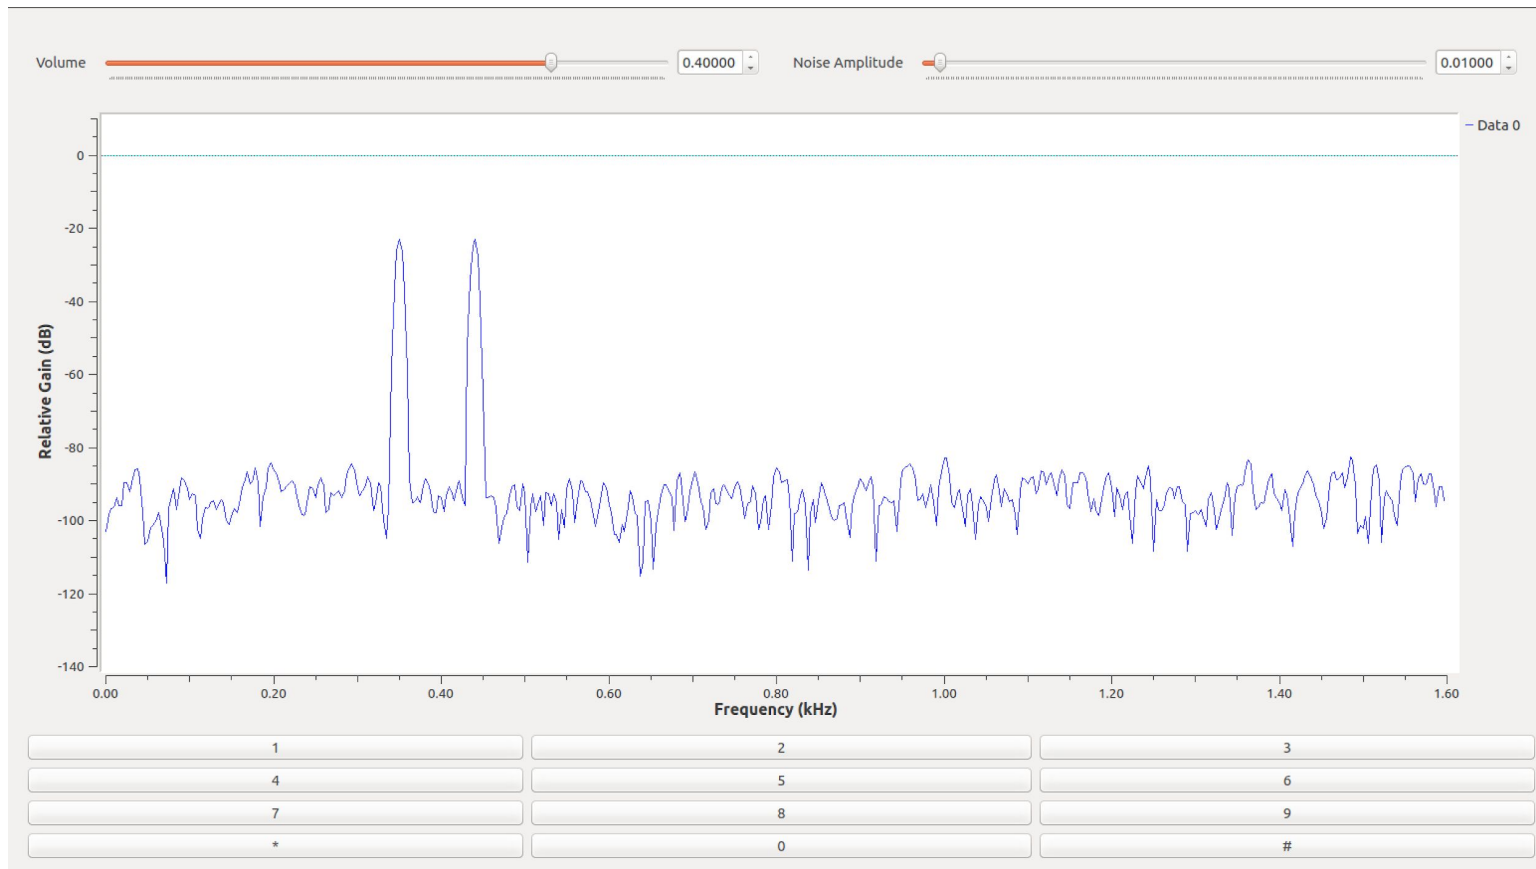 Volume 0.40000 Noise Amplitude 0.01000
Data 0
0
-20
-40
-60
-80
-100
-120
-140
Relative Gain (dB)
0.00 0.20 0.40 0.60 0.80 1.00 1.20 1.40 1.60
Frequency (kHz)
1 2 3
4 5 6
7 8 9
* 0 #